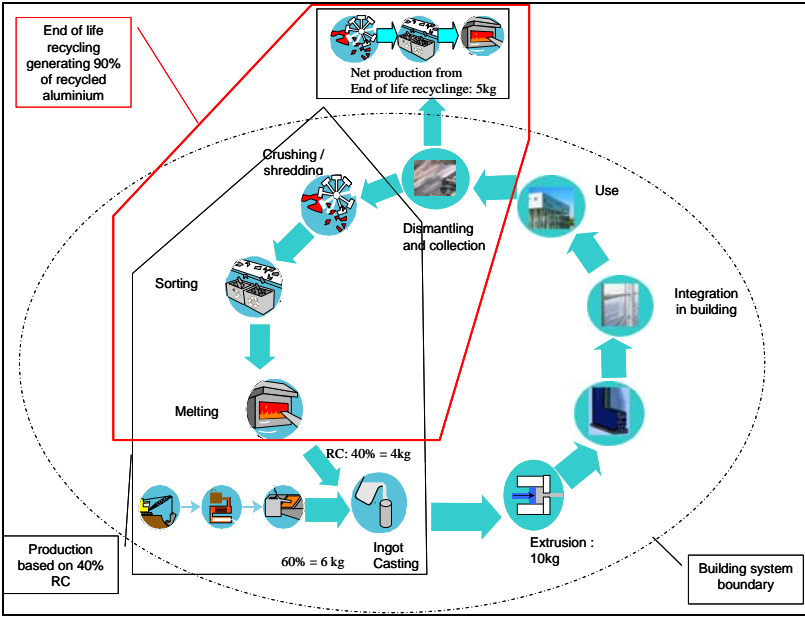 End of life
recycling
generating 90%
of recycled
aluminium
Net production from
End of life recyclinge: 5kg
Crushing /
shredding
Dismantling
and collection
Use
Sorting
Integration
in building
Melting
RC: 40% = 4kg
Ingot
Casting
60% = 6 kg
Extrusion :
10kg
Production
based on 40%
RC
Building system
boundary